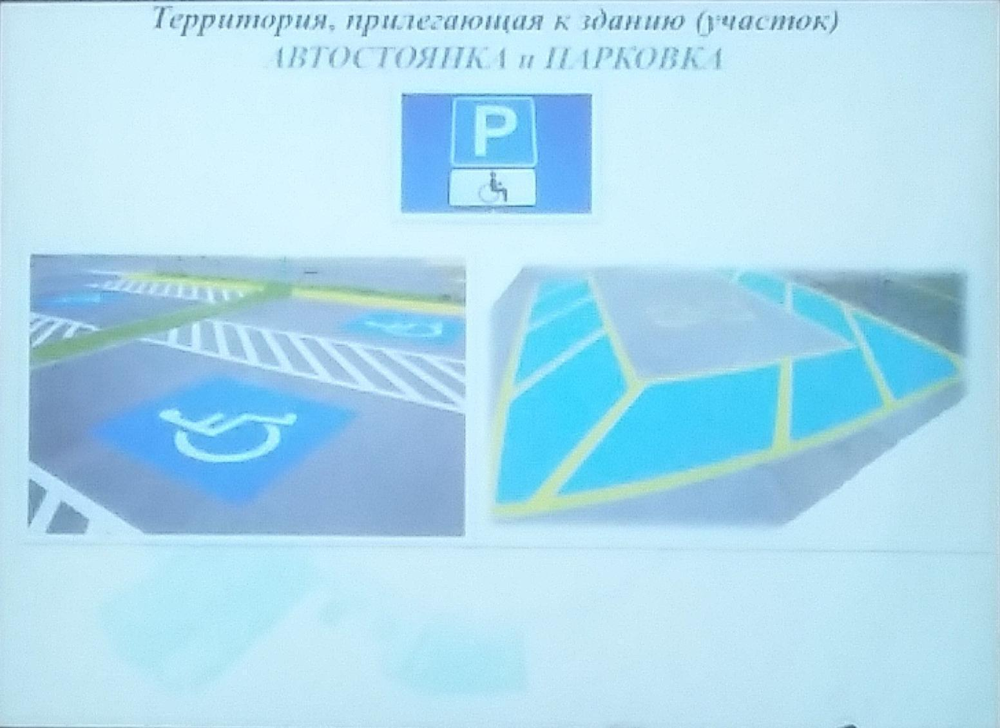 Территория, прилегающая к зданию (участок)
АВТОСТОЯНКА и ПАРКОВКА
P